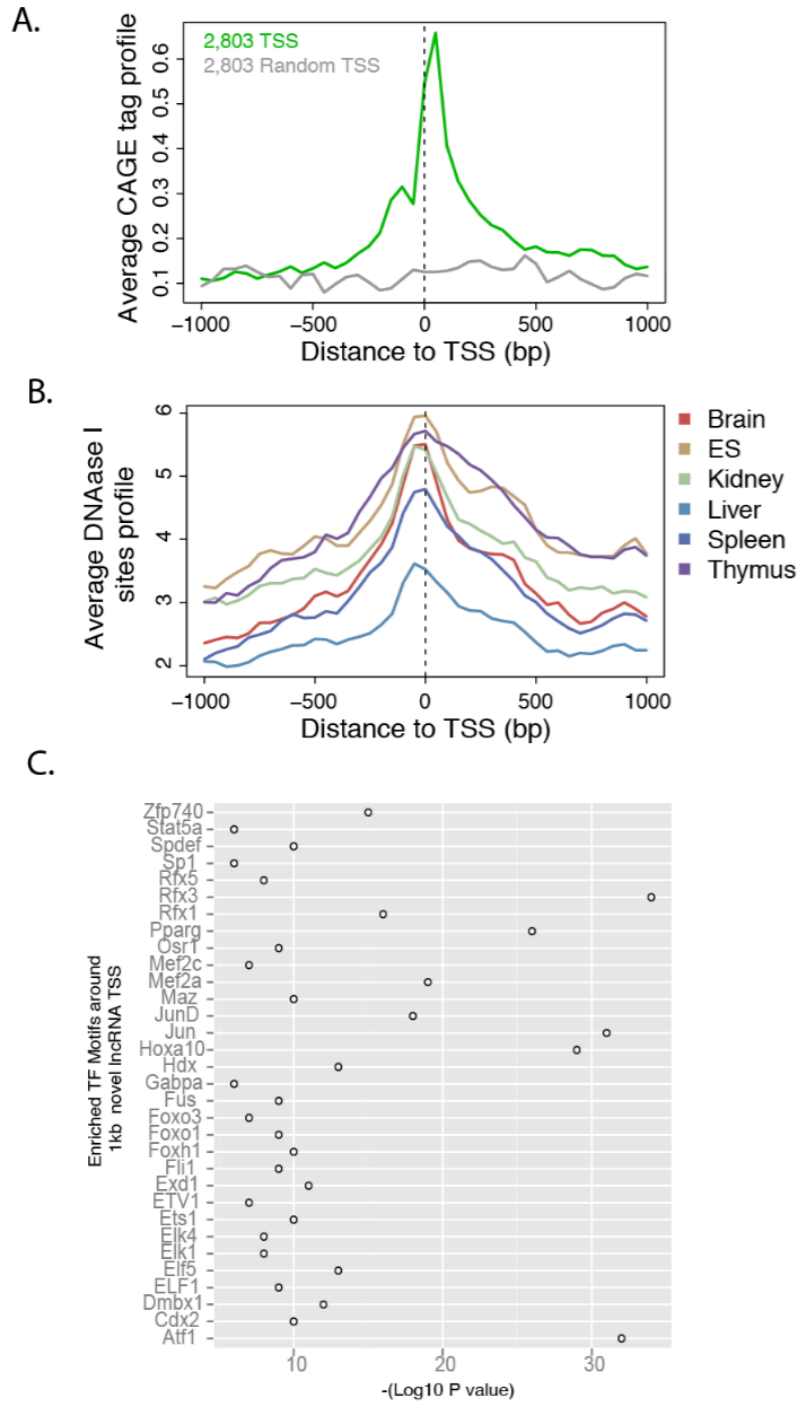 A.
2,803 TSS
2,803 Random TSS
Average CAGE tag profile
0.6
0.5
0.4
0.3
0.2
0.1
−1000
−500
0
500
1000
Distance to TSS (bp)
B.
Average DNAase I
sites profile
6
5
4
3
2
−1000
−500
0
500
1000
Distance to TSS (bp)
Brain
ES
Kidney
Liver
Spleen
Thymus
C.
Enriched TF Motifs around
1kb novel lncRNA TSS
Zfp740
Stat5a
Spdef
Sp1
Rfx5
Rfx3
Rfx1
Pparg
Osr1
Mef2c
Mef2a
Maz
JunD
Jun
Hoxa10
Hdx
Gabpa
Fus
Foxo3
Foxo1
Foxh1
Fli1
Exd1
ETV1
Ets1
Elk4
Elk1
Elf5
ELF1
Dmbx1
Cdx2
Atf1
10
20
30
-(Log10 P value)